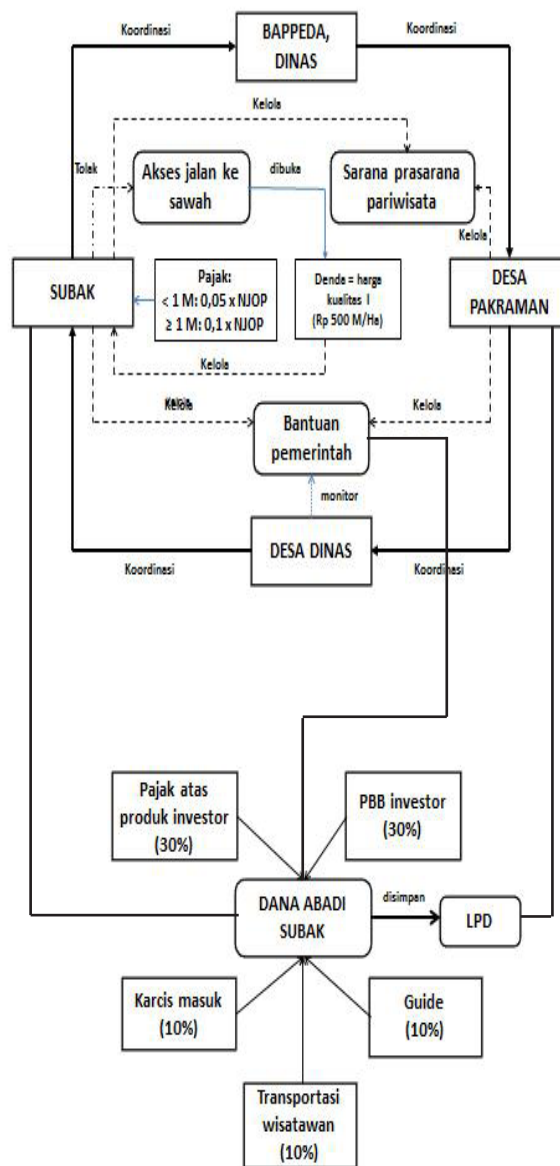 Koordinasi
BAPPEDA,
DINAS
Koordinasi
Kelola
Tolak
Akses jalan ke
sawah
dibuka
Sarana prasarana
pariwisata
Kelola
SUBAK
Pajak:
< 1 M: 0,05 x NJOP
≥ 1 M: 0,1 x NJOP
Denda = harga
kualitas I
(Rp 500 M/Ha)
DESA
PAKRAMAN
Kelola
Kelola
Bantuan
pemerintah
Kelola
monitor
Koordinasi
DESA DINAS
Koordinasi
Pajak atas
produk investor
(30%)
PBB investor
(30%)
DANA ABADI
SUBAK
disimpan
LPD
Karcis masuk
(10%)
Guide
(10%)
Transportasi
wisatawan
(10%)